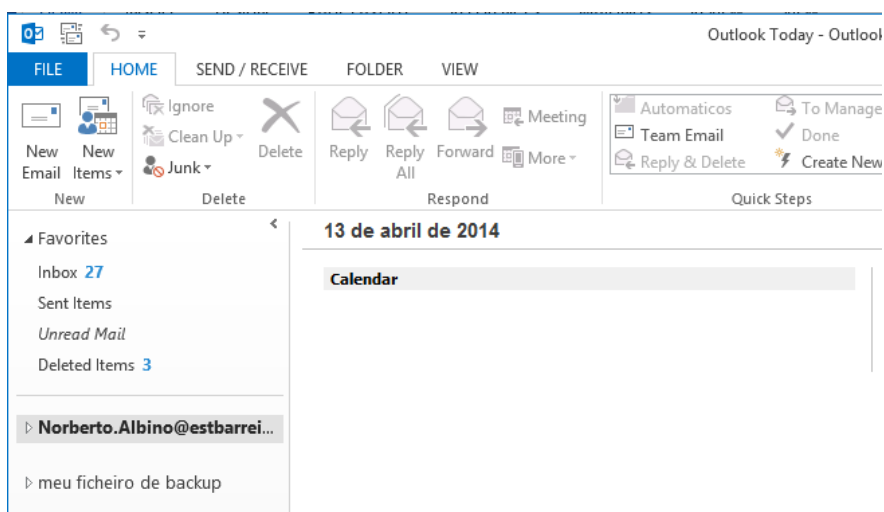 Outlook Today - Outlook
FILE HOME SEND / RECEIVE FOLDER VIEW
New Email
New Items
Ignore
Clean Up
Junk
Delete
Reply
Reply All
Forward
Meeting
More
Automaticos
Team Email
Reply & Delete
To Manage
Done
Create New
New Delete Respond Quick Steps
Favorites
Inbox 27
Sent Items
Unread Mail
Deleted Items 3
Norberto.Albino@estbarrei...
meu ficheiro de backup
13 de abril de 2014
Calendar